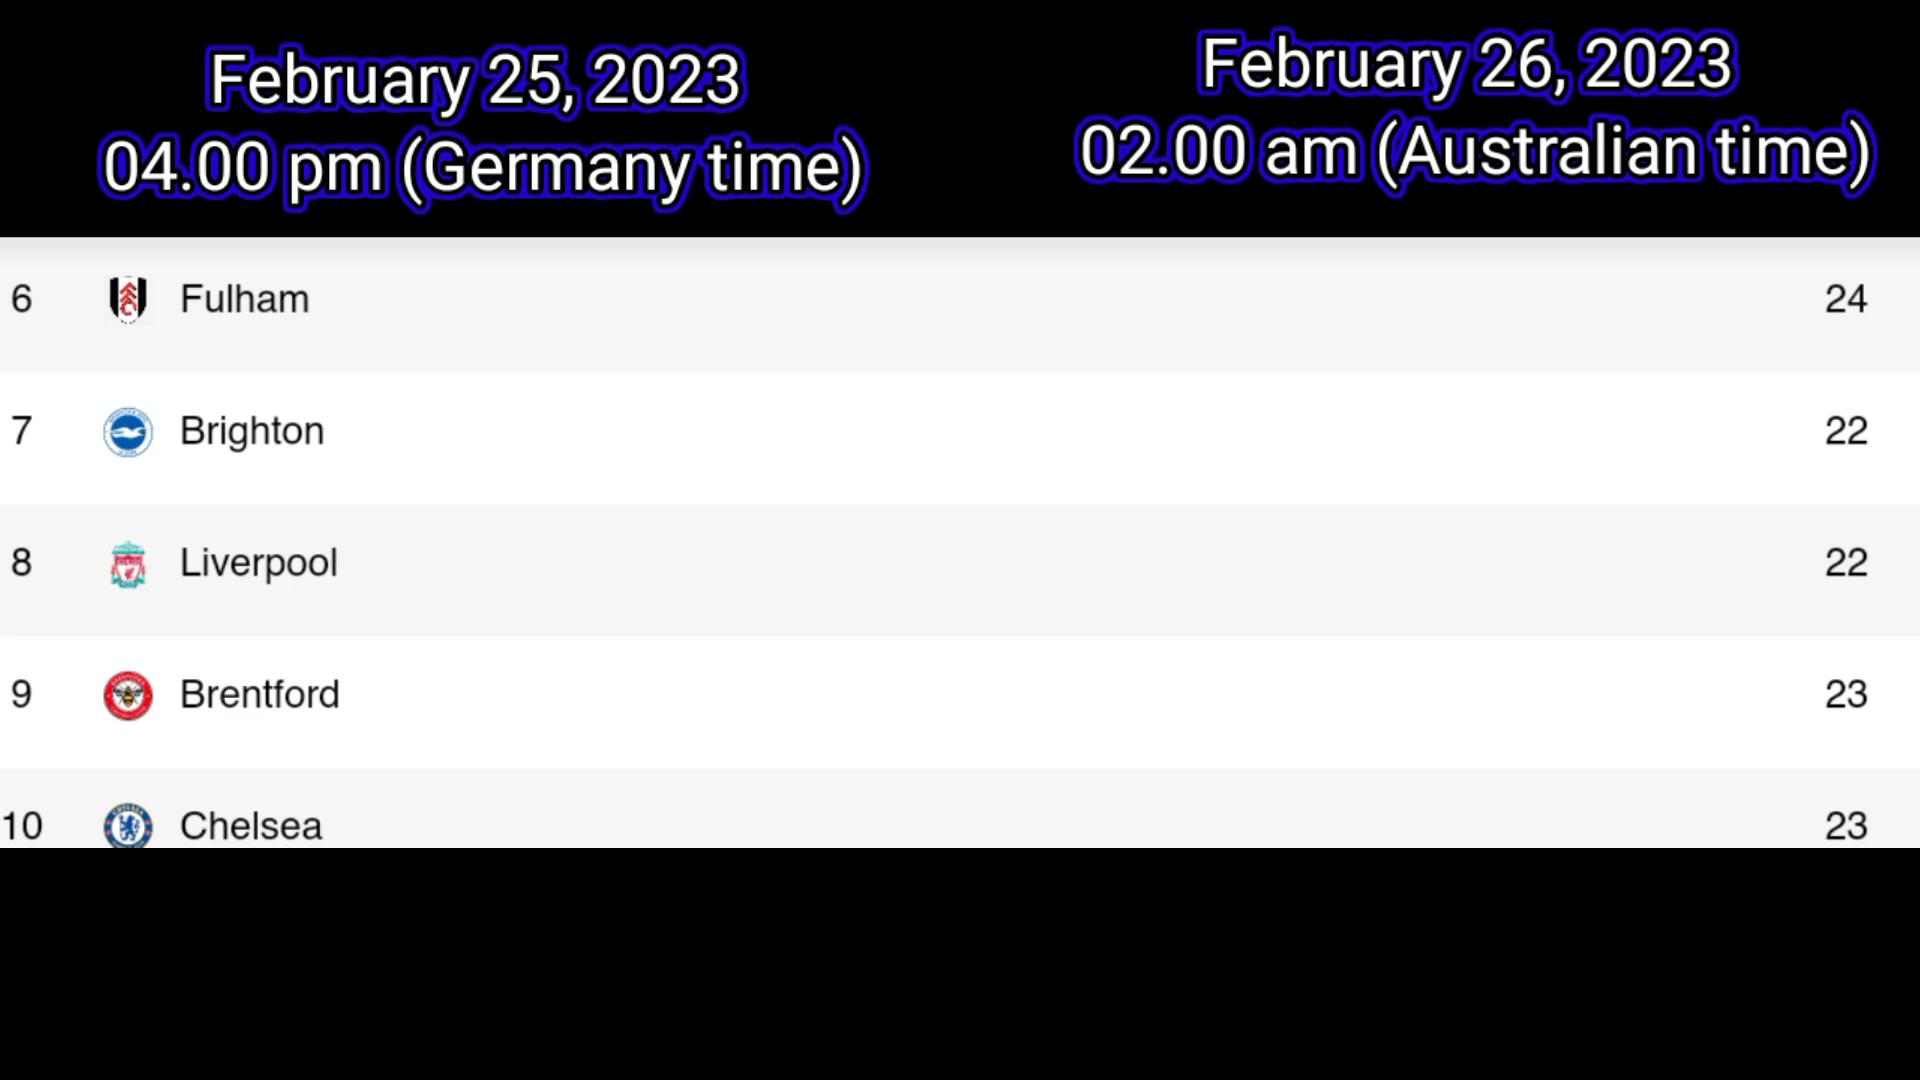 February 25, 2023
04.00 pm (Germany time)
February 26, 2023
02.00 am (Australian time)
6 Fulham 24
7 Brighton 22
8 Liverpool 22
9 Brentford 23
10 Chelsea 23